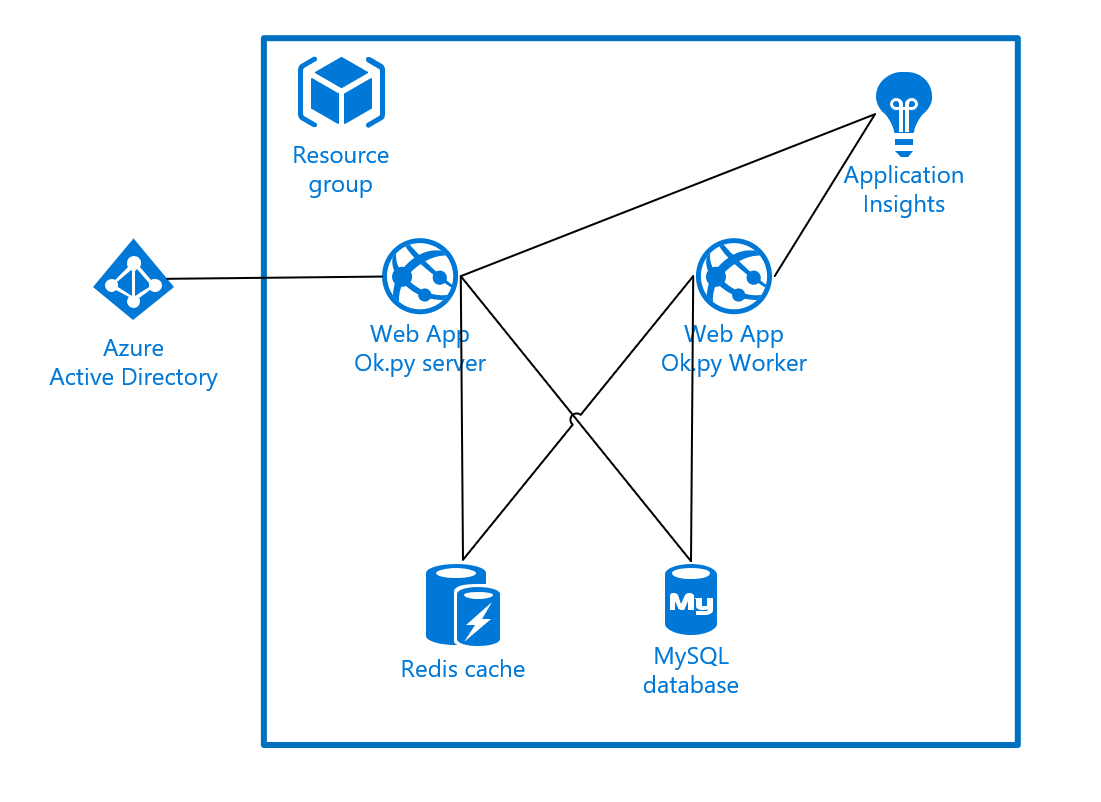 Resource
group
Application
Insights
Web App
Ok.py server
Web App
Ok.py Worker
Azure
Active Directory
My
Redis cache
MySQL
database